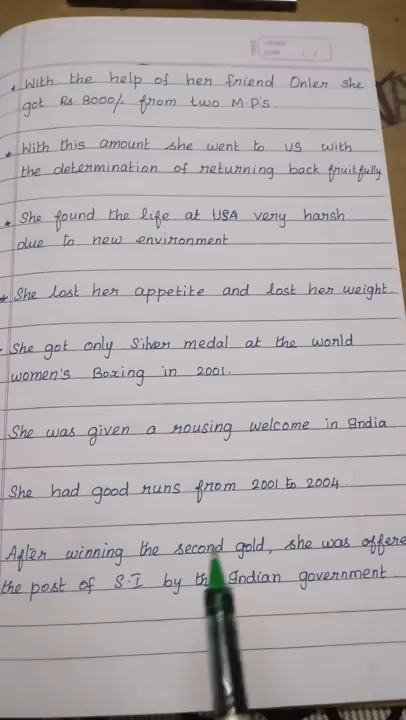 With the help of her friend Onler she
got Rs. 8000/- from two M.P's
With this amount she went to US with
the determination of returning back fruitfully
She found the life at USA very harsh
due to new environment
She lost her appetite and lost her weight.
She got only Silver medal at the world
women's Boxing in 2001.
She was given a rousing welcome in India
She had good runs from 2001 to 2004
After winning the second gold, she was offere
the post of S.I by the Indian government